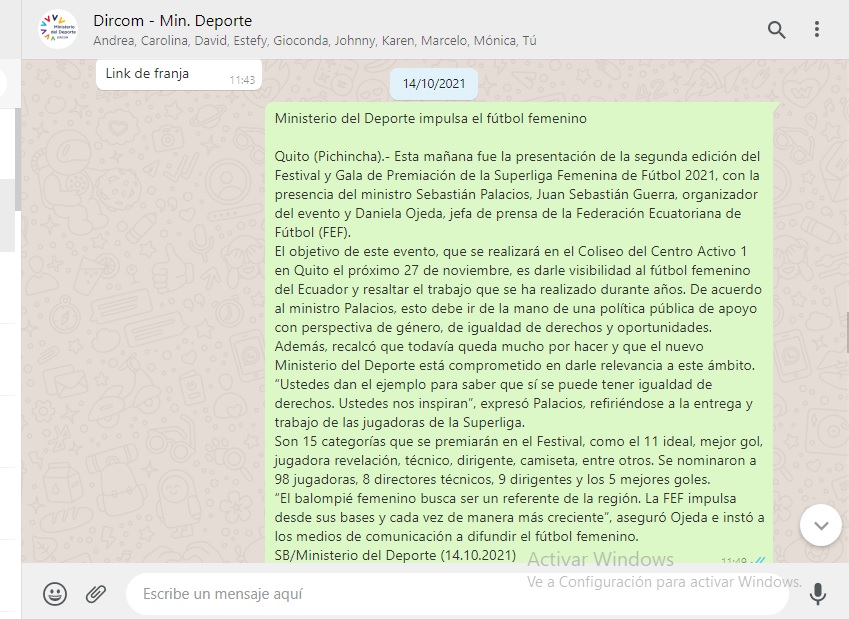 Dircom - Min. Deporte
Andrea, Carolina, David, Estefy, Gioconda, Johnny, Karen, Marcelo, Mónica, Tú
Ministerio
del Deporte
Link de franja
11:43
14/10/2021
Ministerio del Deporte impulsa el fútbol femenino
Quito (Pichincha).- Esta mañana fue la presentación de la segunda edición del
Festival y Gala de Premiación de la Superliga Femenina de Fútbol 2021, con la
presencia del ministro Sebastián Palacios, Juan Sebastián Guerra, organizador
del evento y Daniela Ojeda, jefa de prensa de la Federación Ecuatoriana de
Fútbol (FEF).
El objetivo de este evento, que se realizará en el Coliseo del Centro Activo 1
en Quito el próximo 27 de noviembre, es darle visibilidad al fútbol femenino
del Ecuador y resaltar el trabajo que se ha realizado durante años. De acuerdo
al ministro Palacios, esto debe ir de la mano de una política pública de apoyo
con perspectiva de género, de igualdad de derechos y oportunidades.
Además, recalcó que todavía queda mucho por hacer y que el nuevo
Ministerio del Deporte está comprometido en darle relevancia a este ámbito.
“Ustedes dan el ejemplo para saber que sí se puede tener igualdad de
derechos. Ustedes nos inspiran”, expresó Palacios, refiriéndose a la entrega y
trabajo de las jugadoras de la Superliga.
Son 15 categorías que se premiarán en el Festival, como el 11 ideal, mejor gol,
jugadora revelación, técnico, dirigente, camiseta, entre otros. Se nominaron a
98 jugadoras, 8 directores técnicos, 9 dirigentes y los 5 mejores goles.
“El balompié femenino busca ser un referente de la región. La FEF impulsa
desde sus bases y cada vez de manera más creciente”, aseguró Ojeda e instó a
los medios de comunicación a difundir el fútbol femenino.
SB/Ministerio del Deporte (14.10.2021)
11:49
Activar Windows
Ve a Configuración para activar Windows.
Escribe un mensaje aquí